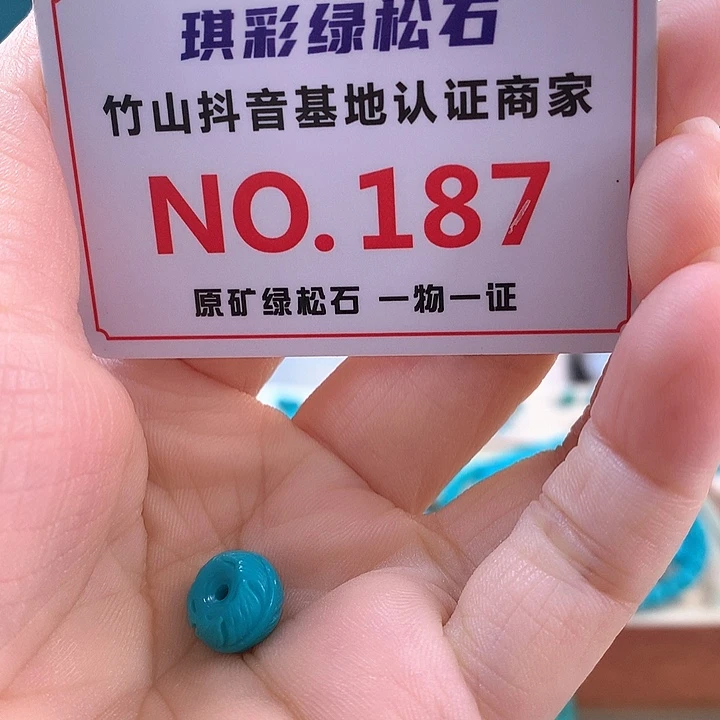 琪彩绿松石
竹山抖音基地认证商家
NO.187
原矿绿松石 一物一证